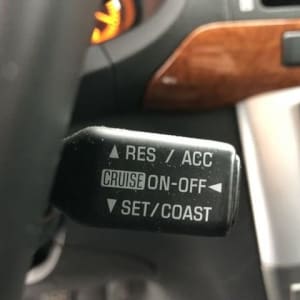 ▲ RES / ACC
CRUISE ON-OFF ◄
▼ SET/COAST